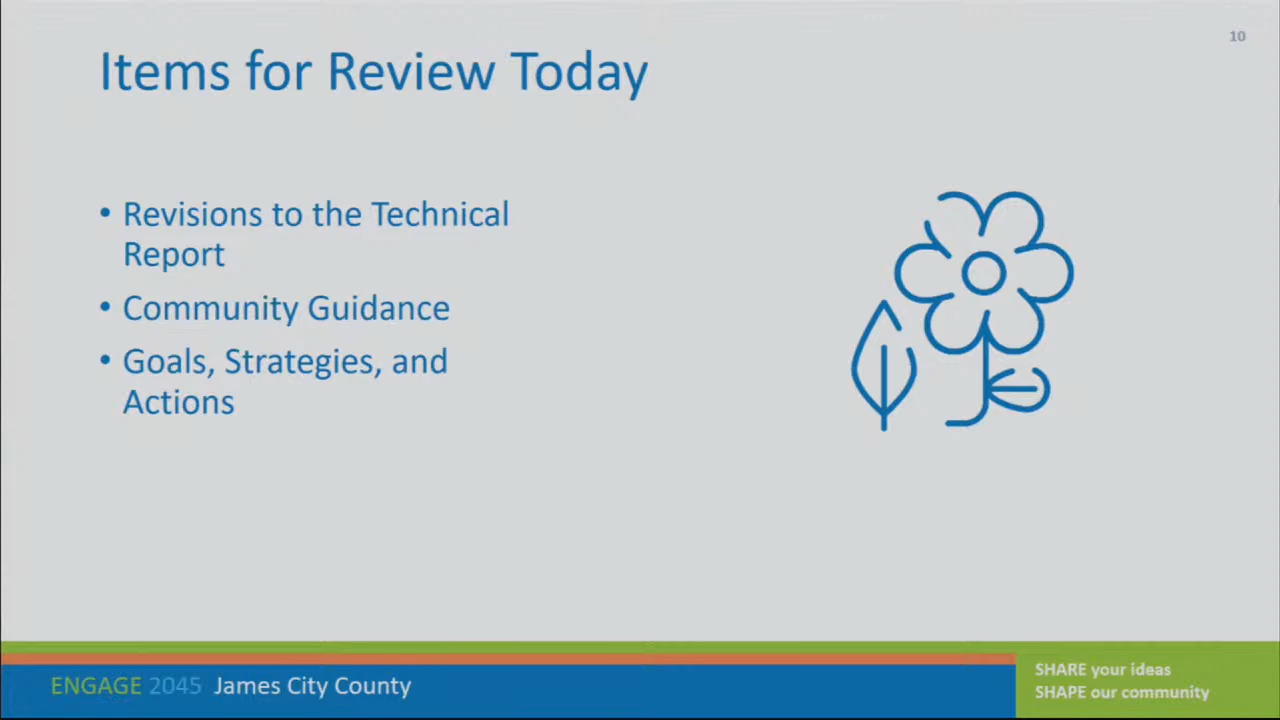 10
Items for Review Today
• Revisions to the Technical
Report
• Community Guidance
• Goals, Strategies, and
Actions
ENGAGE 2045 James City County
SHARE your ideas
SHAPE our community